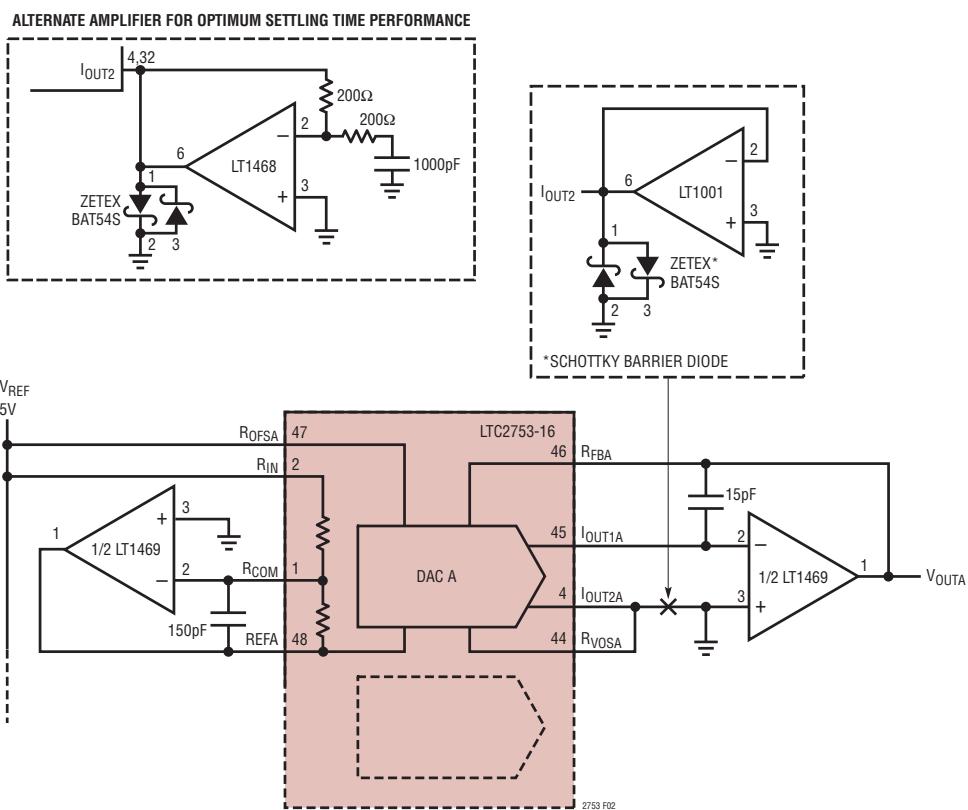 ALTERNATE AMPLIFIER FOR OPTIMUM SETTLING TIME PERFORMANCE
IOUT2
4,32
200Ω
200Ω
2
−
6
LT1468
1000pF
1
3
+
ZETEX
BAT54S
2
3
IOUT2
6
LT1001
2
−
3
+
1
ZETEX*
BAT54S
2
3
*SCHOTTKY BARRIER DIODE
VREF
5V
ROFSA
47
RIN
2
1
1/2 LT1469
+
3
−
2
RCOM
1
150pF
REFA
48
LTC2753-16
DAC A
46
RFBA
15pF
45
IOUT1A
4
IOUT2A
44
RVOSA
2
−
1/2 LT1469
3
+
1
VOUTA
2753 F02